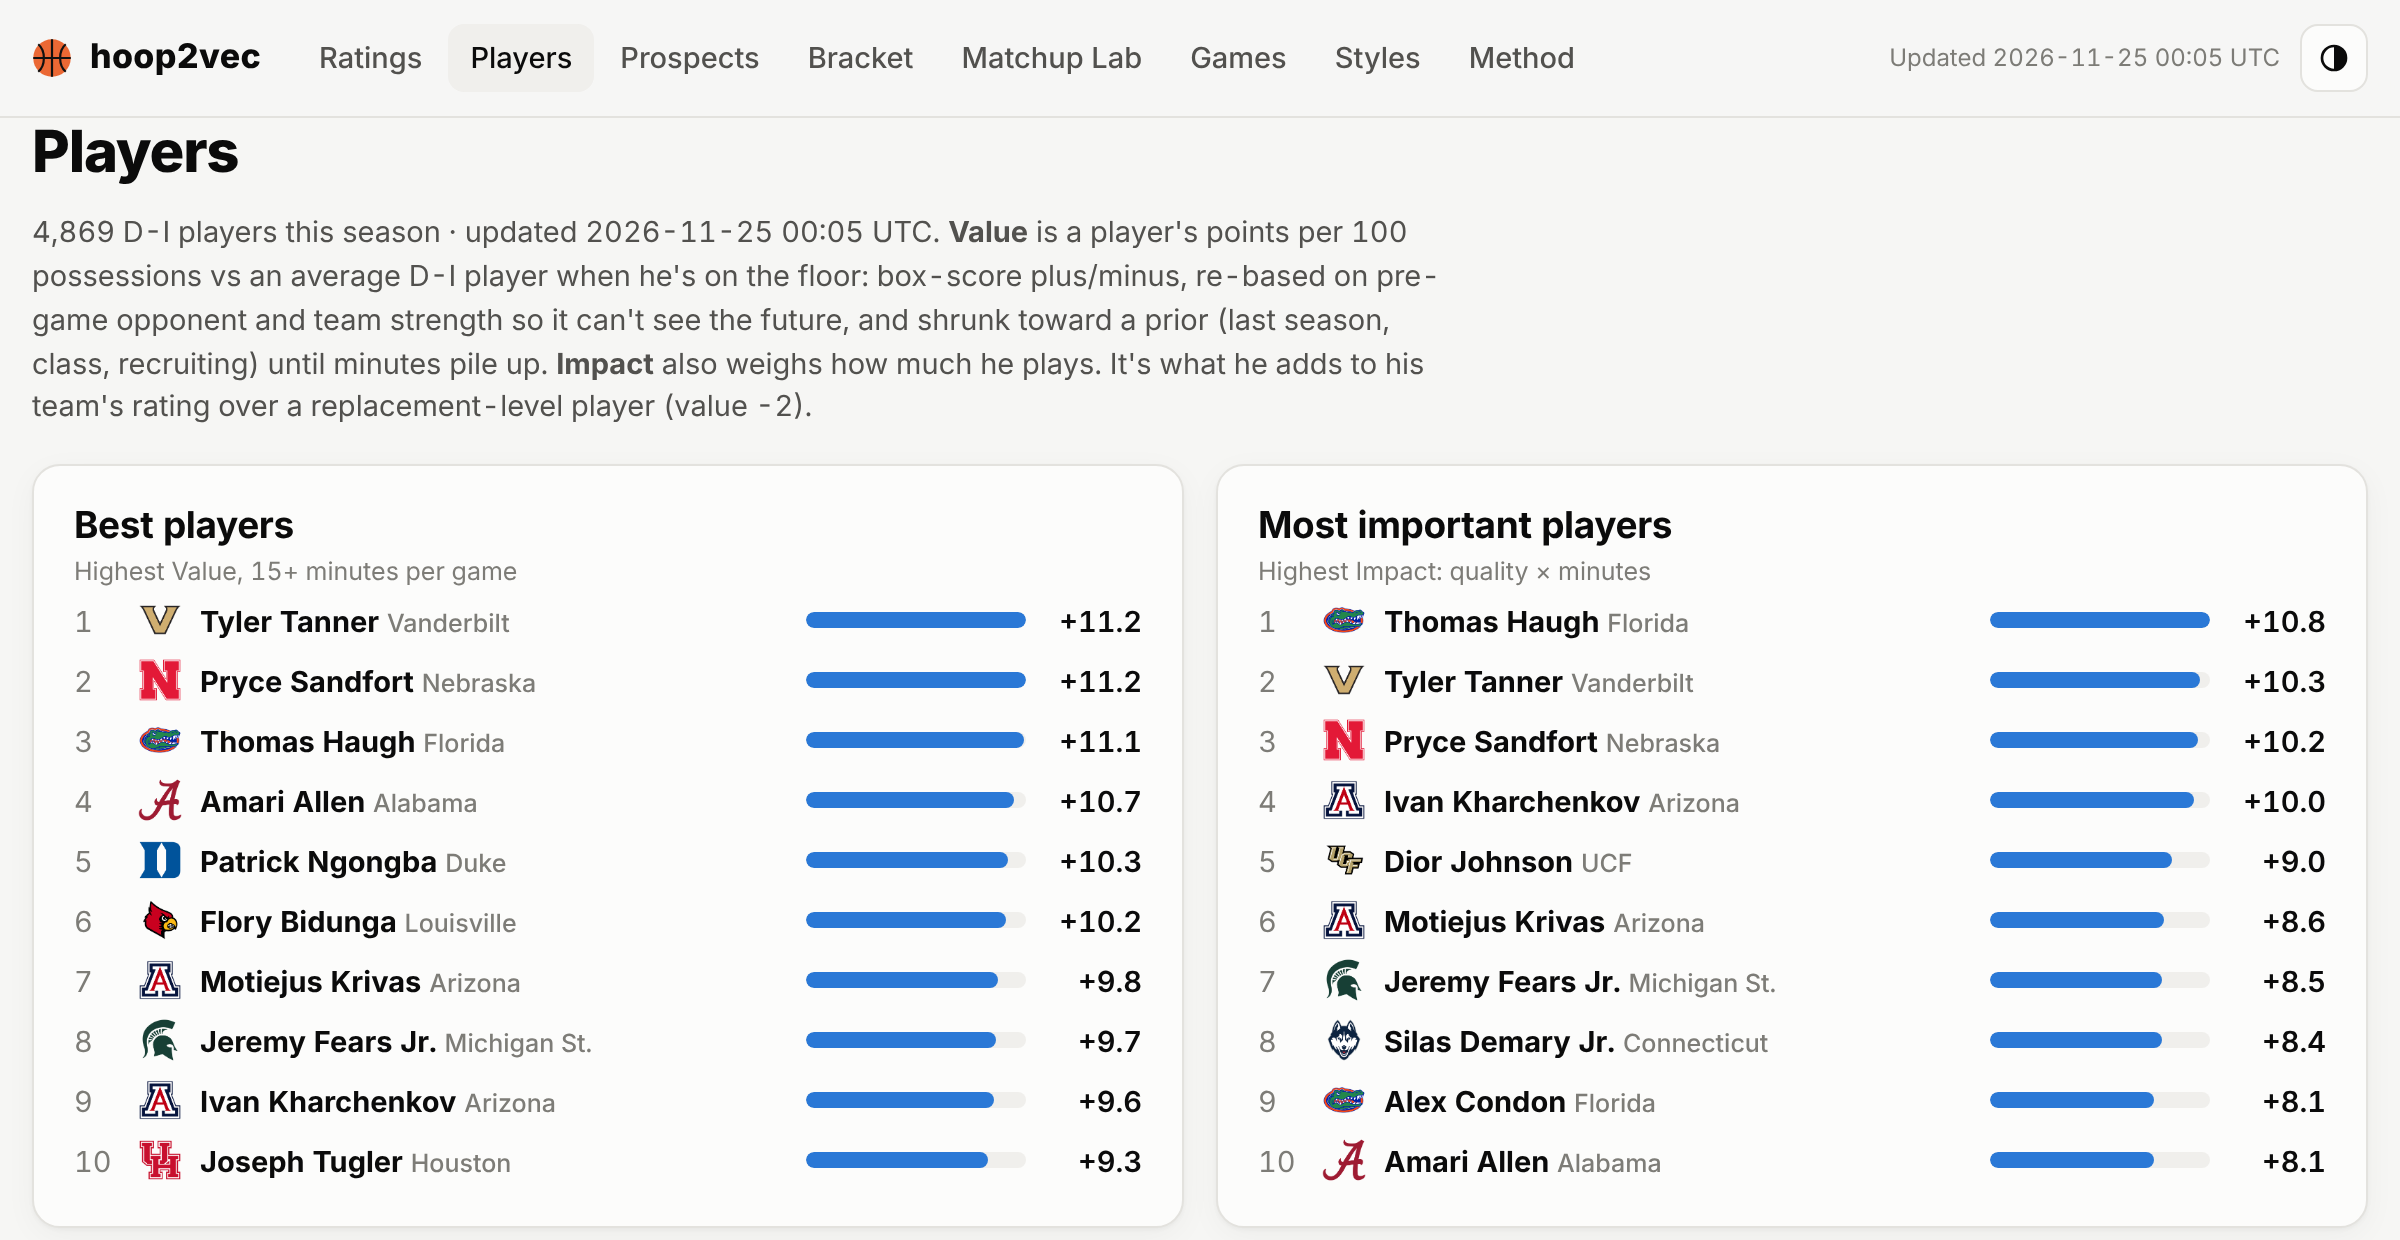 hoop2vec Ratings Players Prospects Bracket Matchup Lab Games Styles Method Updated 2026-11-25 00:05 UTC
Players
4,869 D-I players this season · updated 2026-11-25 00:05 UTC. Value is a player's points per 100
possessions vs an average D-I player when he's on the floor: box-score plus/minus, re-based on pre-
game opponent and team strength so it can't see the future, and shrunk toward a prior (last season,
class, recruiting) until minutes pile up. Impact also weighs how much he plays. It's what he adds to his
team's rating over a replacement-level player (value -2).
Best players
Highest Value, 15+ minutes per game
1 Tyler Tanner Vanderbilt +11.2
2 Pryce Sandfort Nebraska +11.2
3 Thomas Haugh Florida +11.1
4 Amari Allen Alabama +10.7
5 Patrick Ngongba Duke +10.3
6 Flory Bidunga Louisville +10.2
7 Motiejus Krivas Arizona +9.8
8 Jeremy Fears Jr. Michigan St. +9.7
9 Ivan Kharchenkov Arizona +9.6
10 Joseph Tugler Houston +9.3
Most important players
Highest Impact: quality × minutes
1 Thomas Haugh Florida +10.8
2 Tyler Tanner Vanderbilt +10.3
3 Pryce Sandfort Nebraska +10.2
4 Ivan Kharchenkov Arizona +10.0
5 Dior Johnson UCF +9.0
6 Motiejus Krivas Arizona +8.6
7 Jeremy Fears Jr. Michigan St. +8.5
8 Silas Demary Jr. Connecticut +8.4
9 Alex Condon Florida +8.1
10 Amari Allen Alabama +8.1